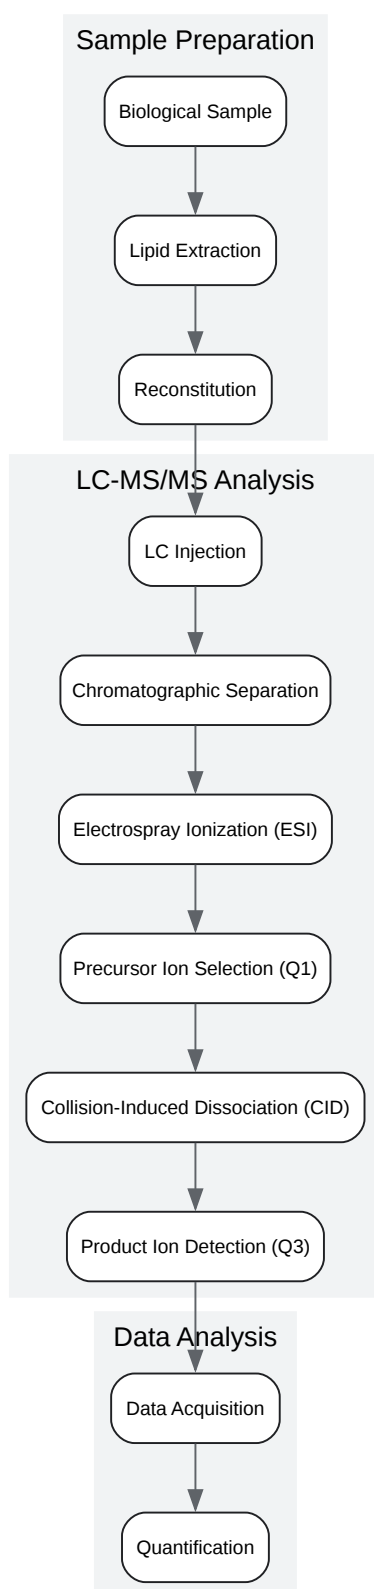 Sample Preparation
Biological Sample
Lipid Extraction
Reconstitution
LC-MS/MS Analysis
LC Injection
Chromatographic Separation
Electrospray Ionization (ESI)
Precursor Ion Selection (Q1)
Collision-Induced Dissociation (CID)
Product Ion Detection (Q3)
Data Analysis
Data Acquisition
Quantification